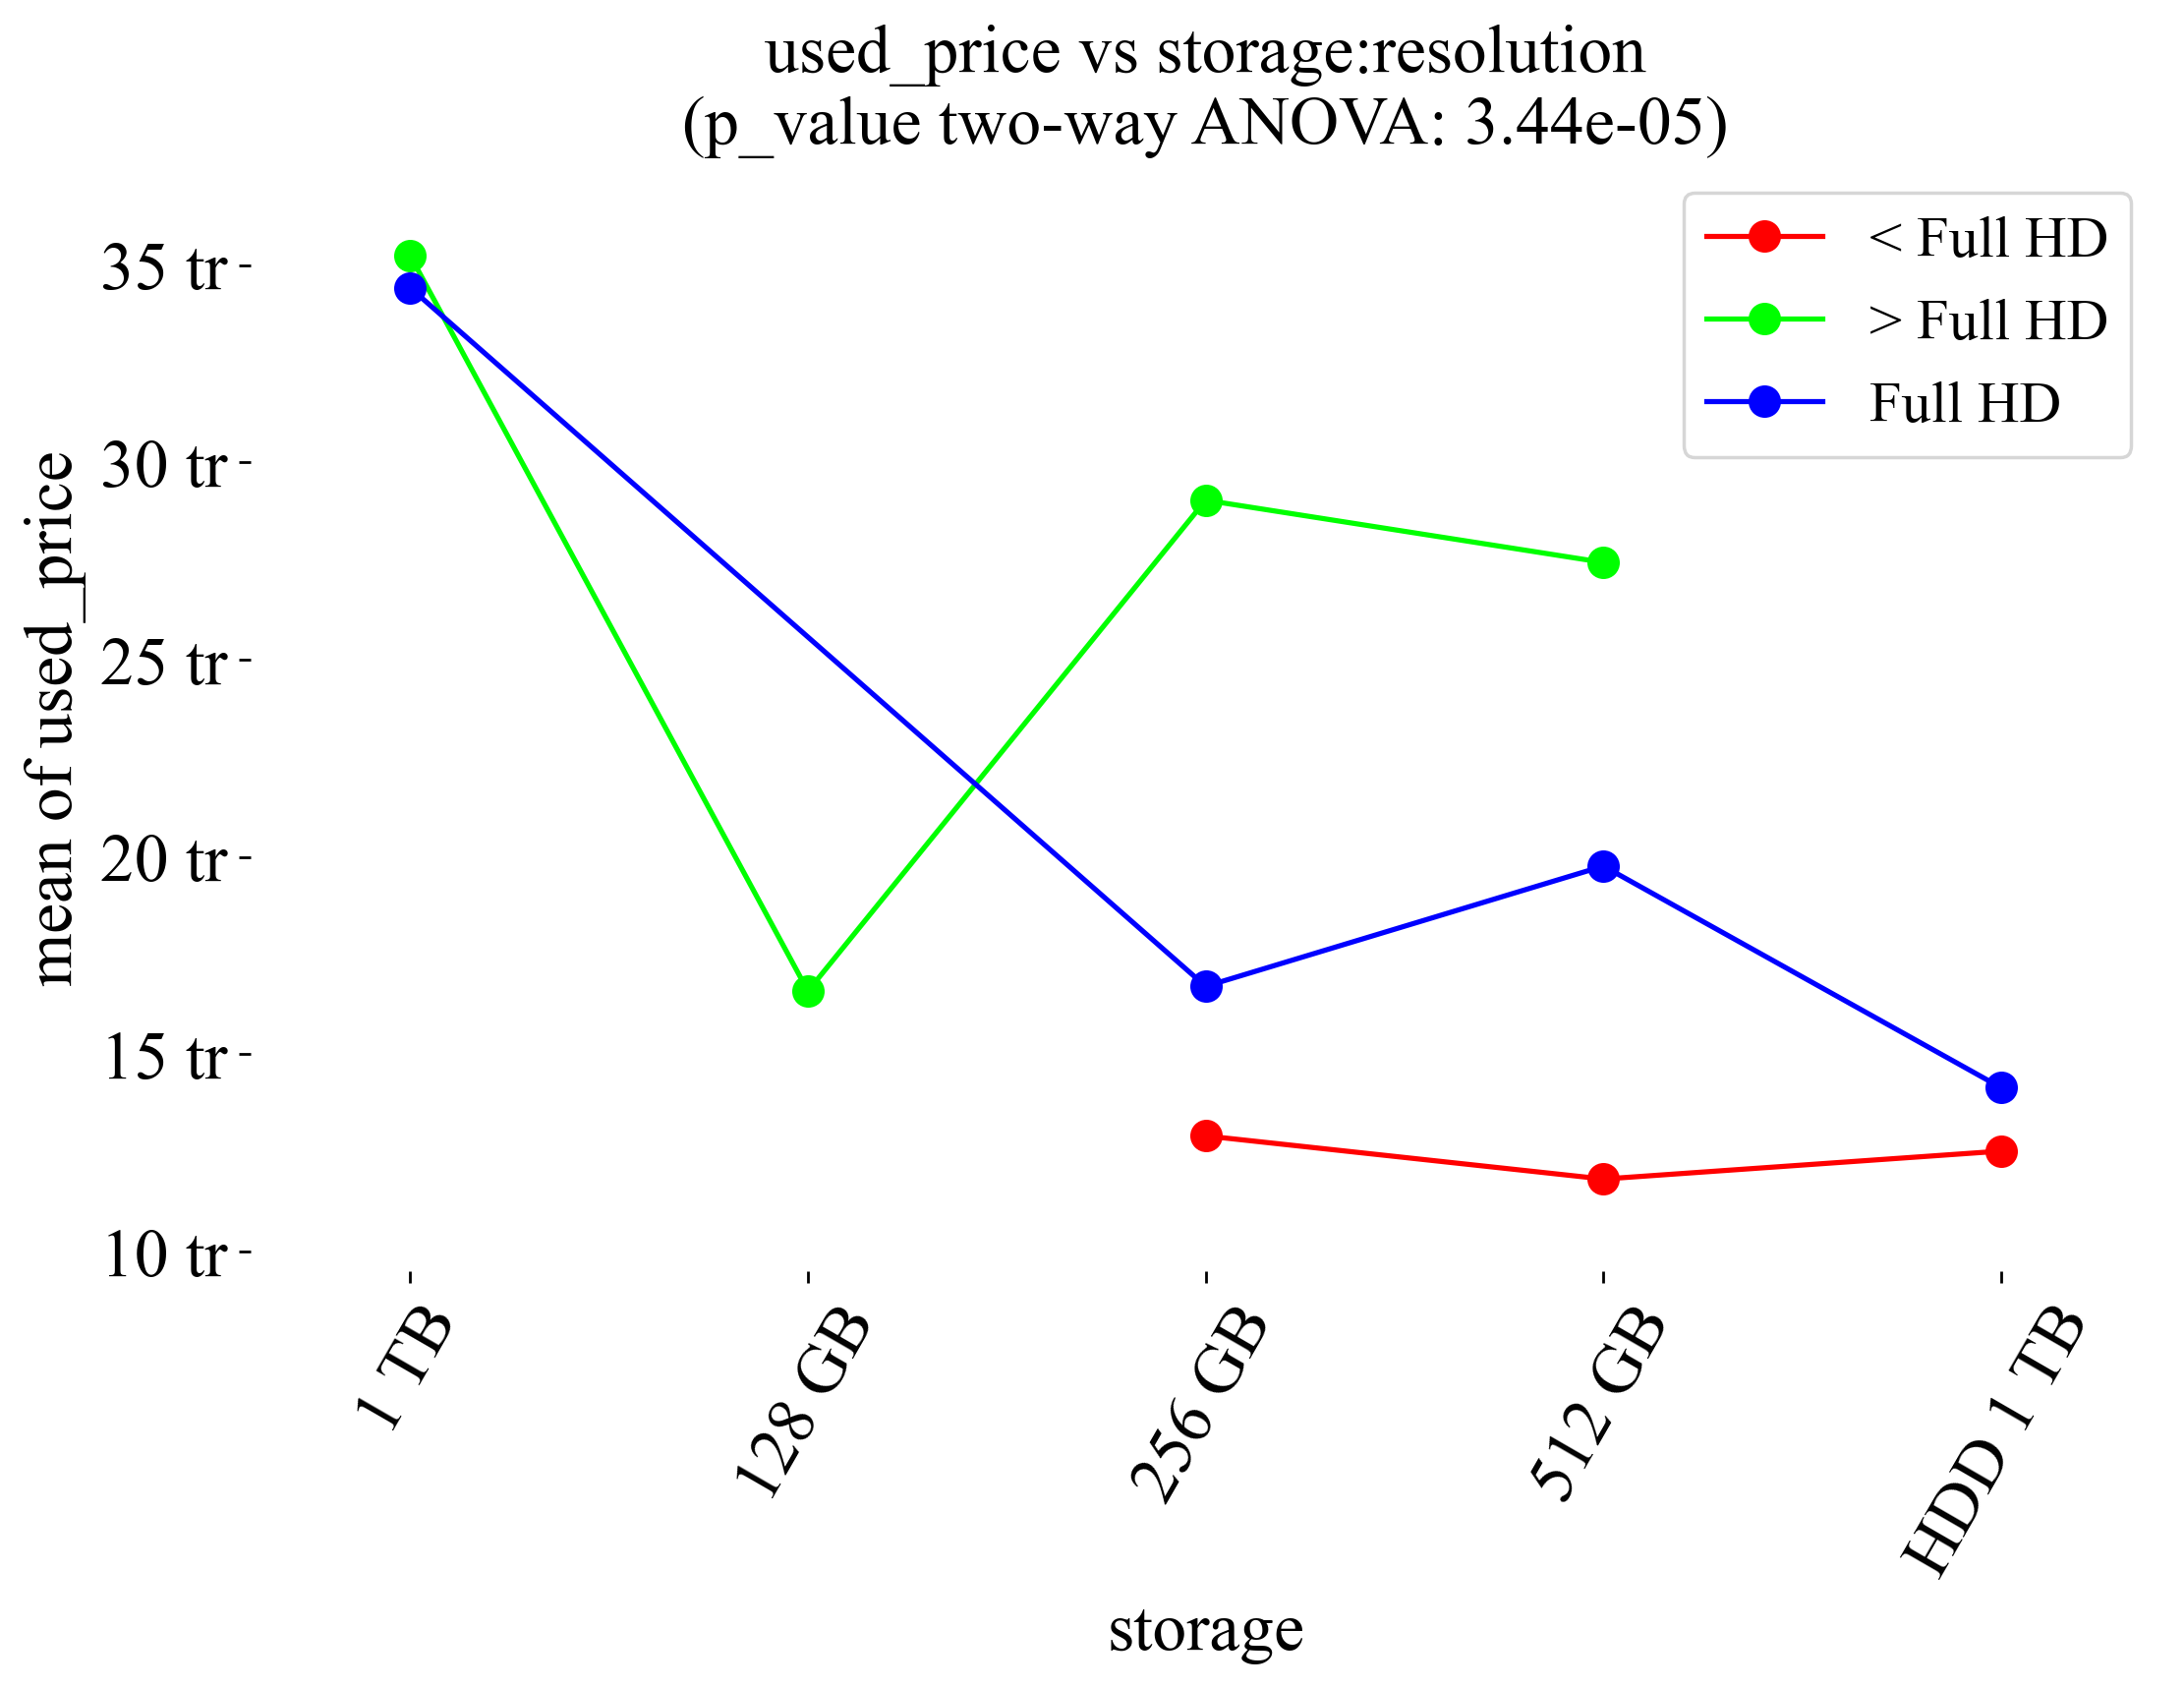 used_price vs storage:resolution
(p_value two-way ANOVA: 3.44e-05)
< Full HD
> Full HD
Full HD
mean of used_price
35 tr
30 tr
25 tr
20 tr
15 tr
10 tr
1 TB
128 GB
256 GB
512 GB
HDD 1 TB
storage